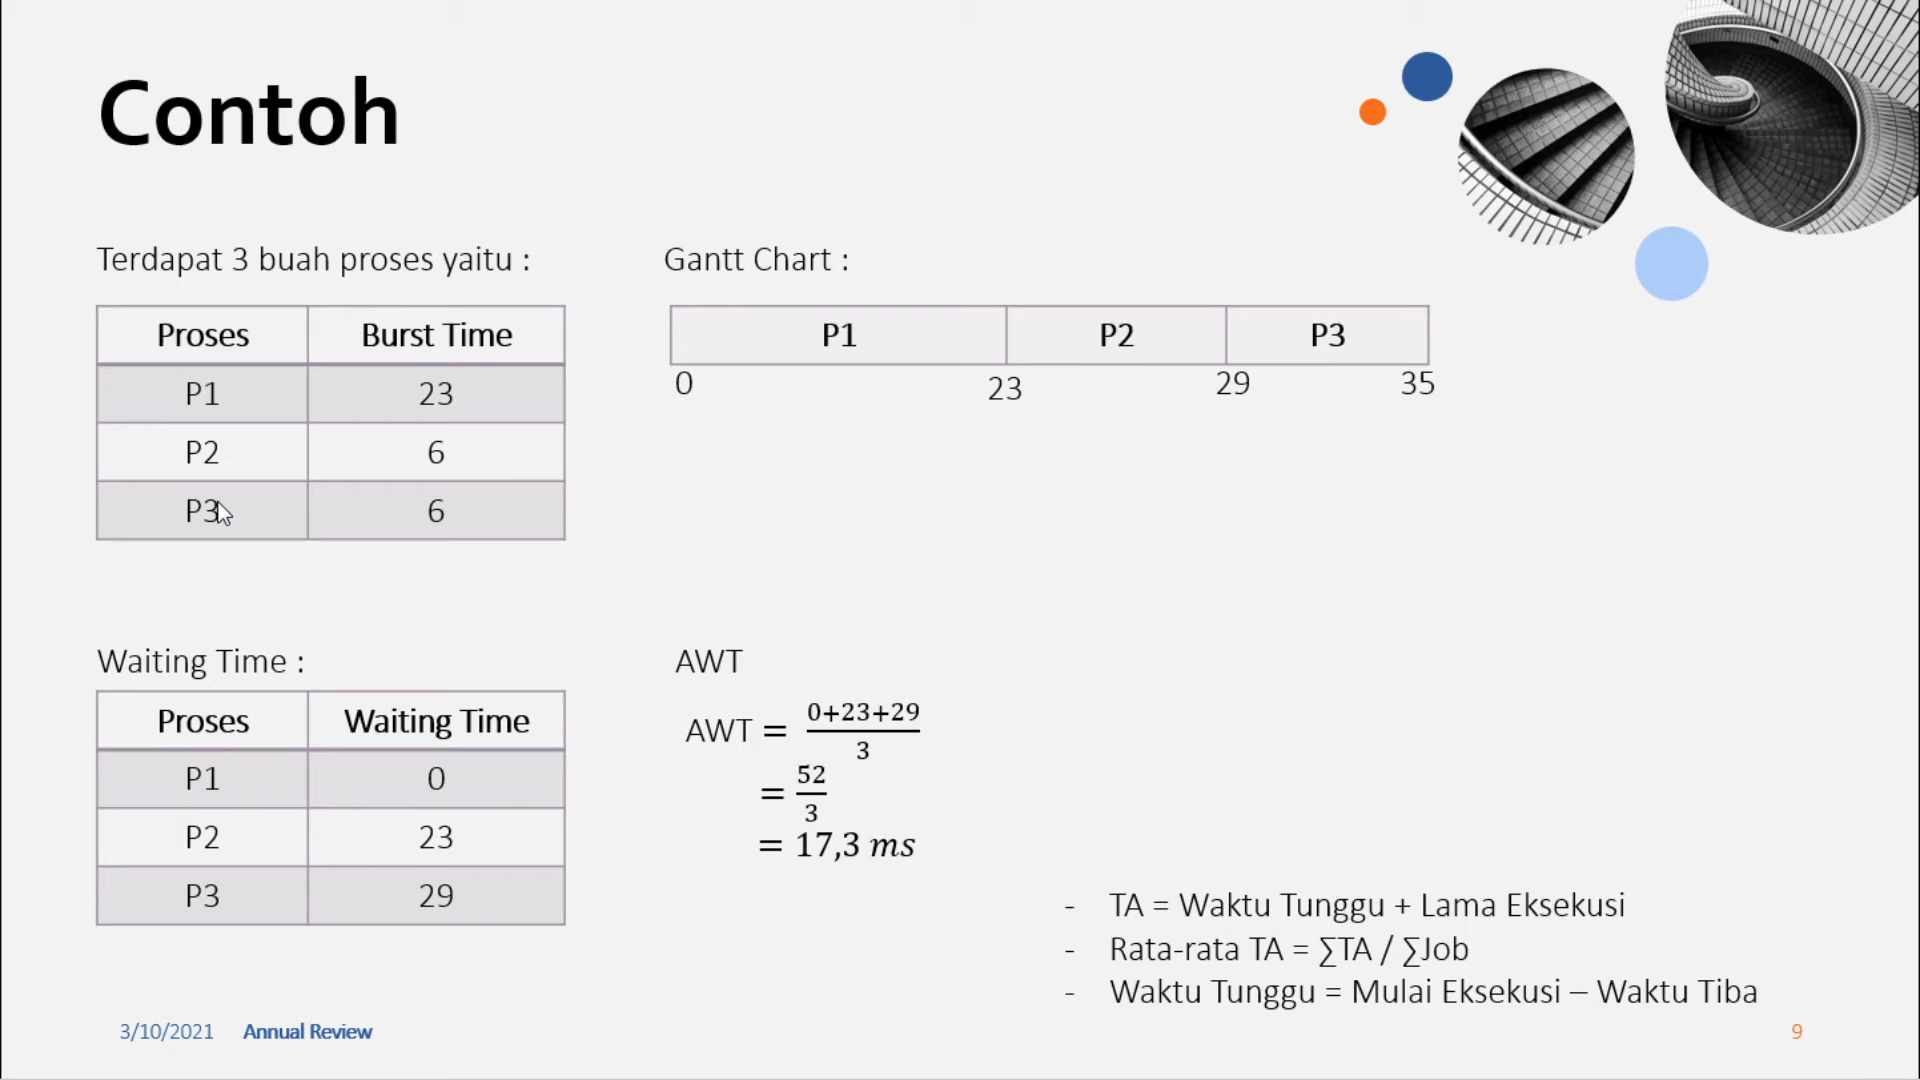 Contoh
Terdapat 3 buah proses yaitu :
Proses Burst Time
P1 23
P2 6
P3 6
Gantt Chart :
P1 P2 P3
0 23 29 35
Waiting Time :
Proses Waiting Time
P1 0
P2 23
P3 29
AWT
AWT = 0+23+29 / 3
= 52 / 3
= 17,3 ms
- TA = Waktu Tunggu + Lama Eksekusi
- Rata-rata TA = ∑TA / ∑Job
- Waktu Tunggu = Mulai Eksekusi – Waktu Tiba
3/10/2021 Annual Review 9